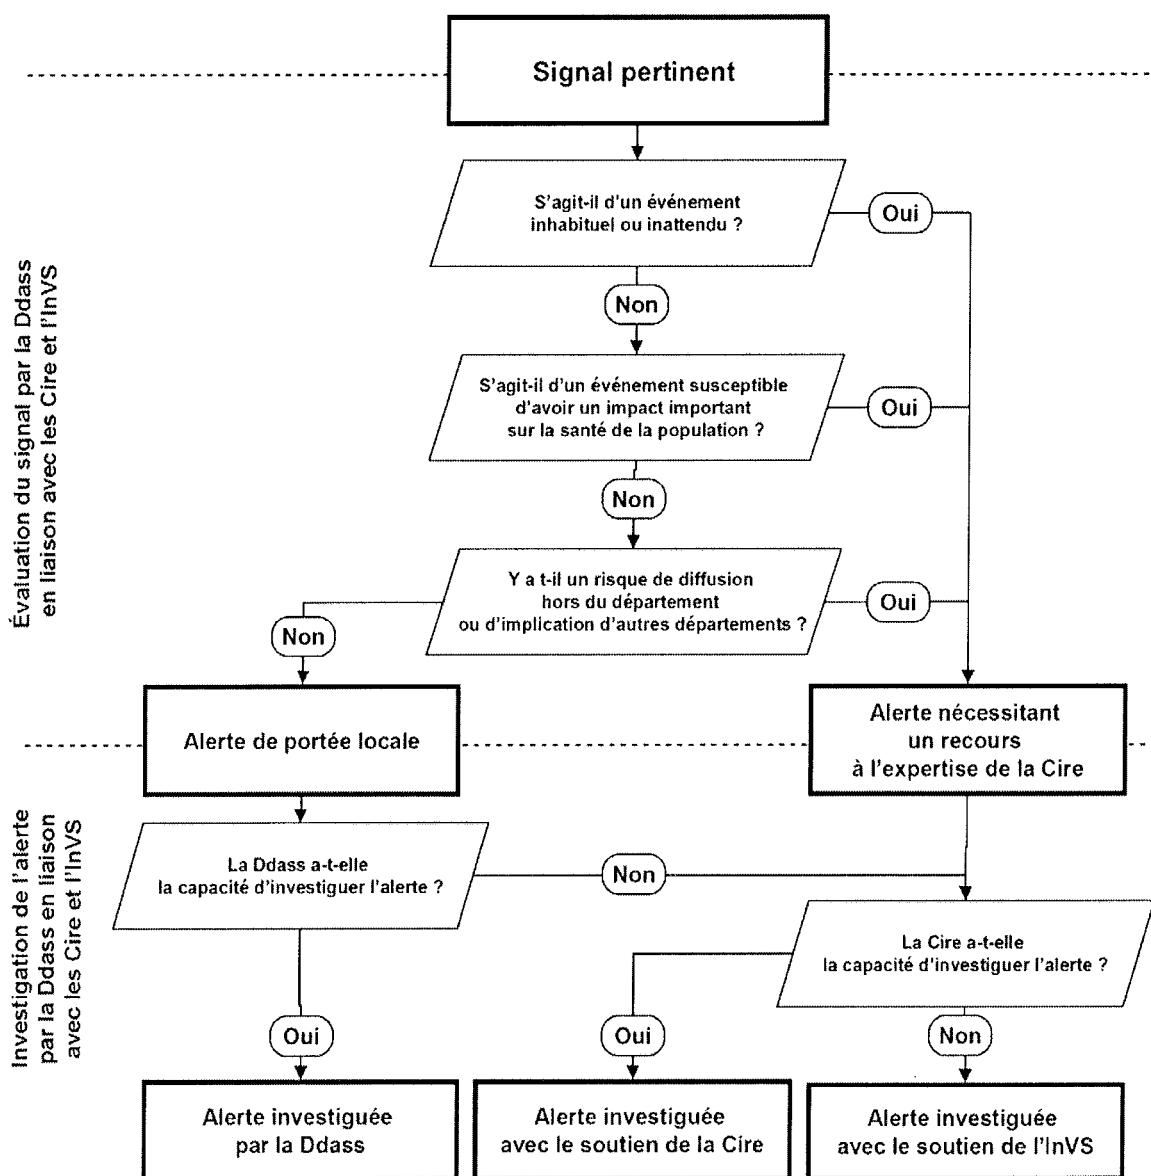 Signal pertinent
S'agit-il d'un événement
inhabituel ou inattendu ?
Oui
Non
S'agit-il d'un événement susceptible
d'avoir un impact important
sur la santé de la population ?
Oui
Non
Y a t-il un risque de diffusion
hors du département
ou d'implication d'autres départements ?
Oui
Non
Évaluation du signal par la Ddass
en liaison avec les Cire et l'InVS
Alerte de portée locale
Alerte nécessitant
un recours
à l'expertise de la Cire
La Ddass a-t-elle
la capacité d'investiguer l'alerte ?
Non
La Cire a-t-elle
la capacité d'investiguer l'alerte ?
Investigation de l'alerte
par la Ddass en liaison
avec les Cire et l'InVS
Oui
Oui
Non
Alerte investiguée
par la Ddass
Alerte investiguée
avec le soutien de la Cire
Alerte investiguée
avec le soutien de l'InVS